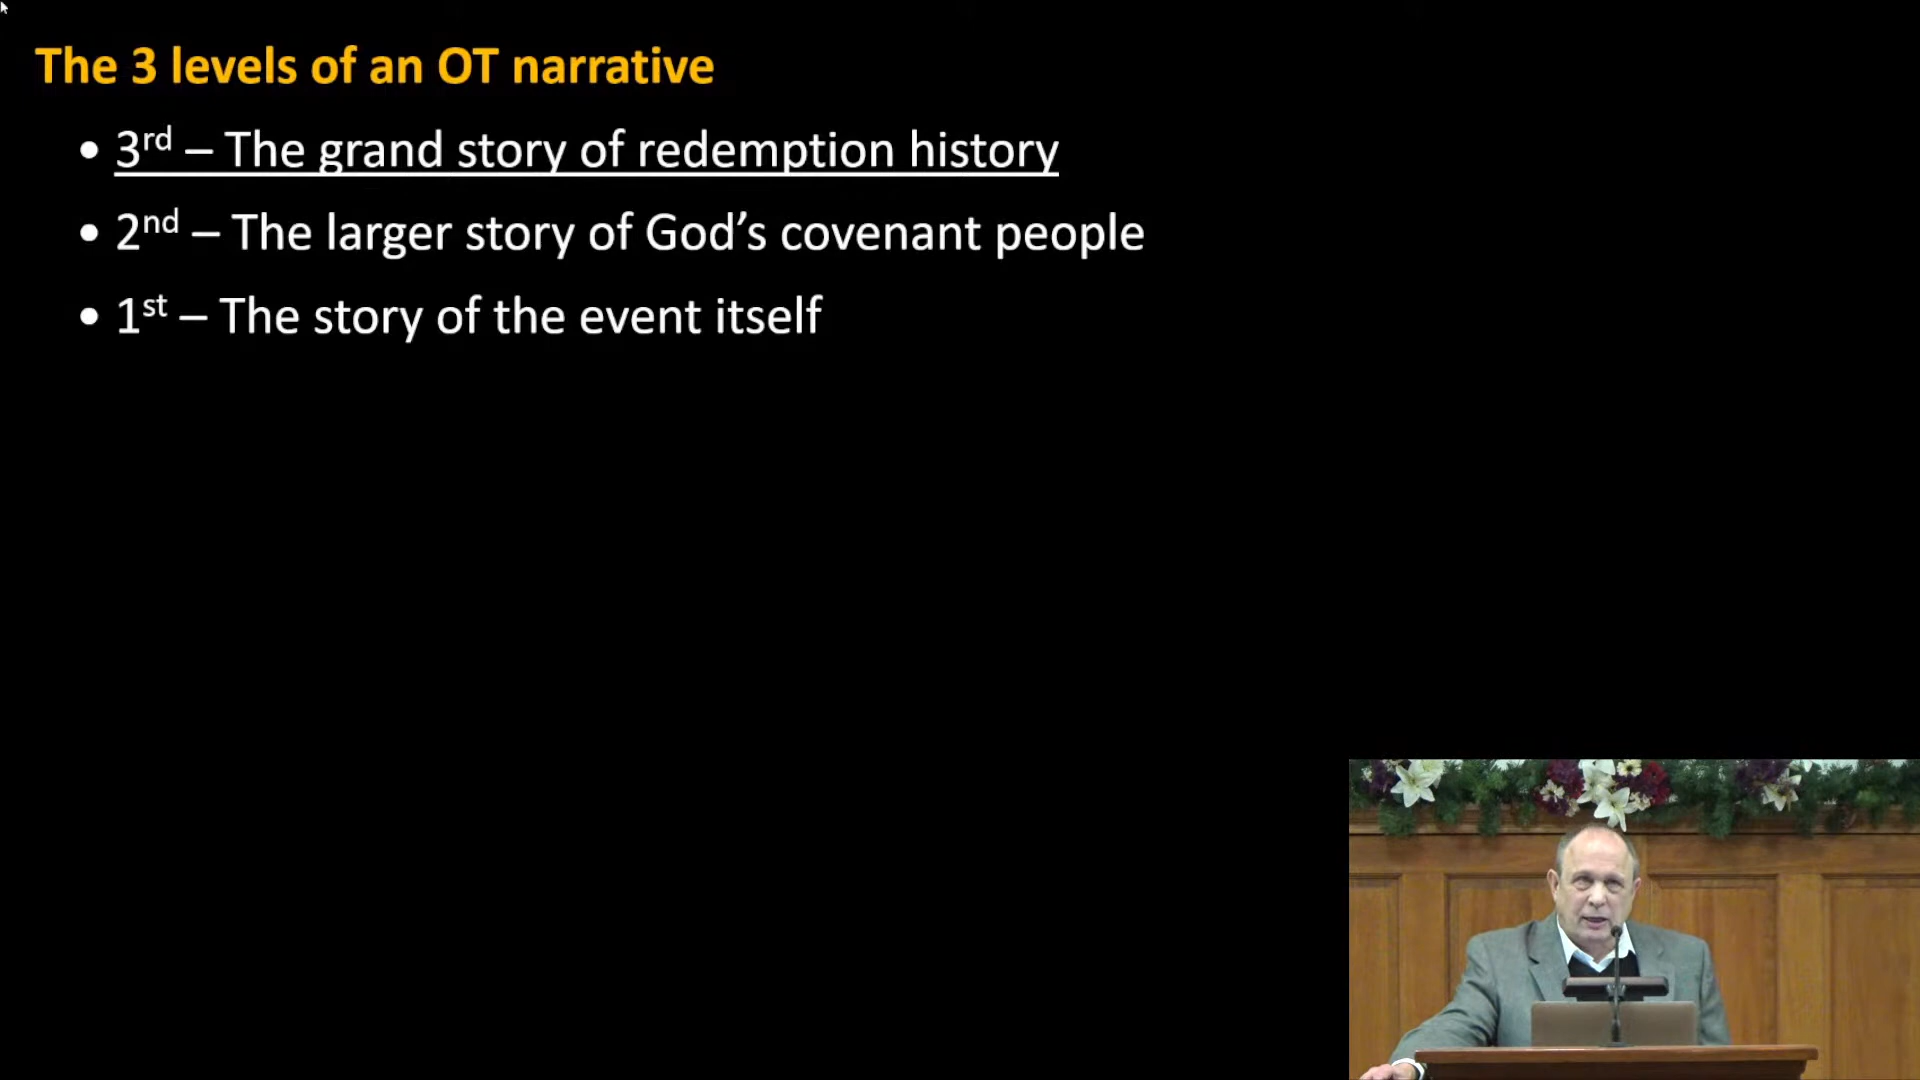 The 3 levels of an OT narrative
• 3rd – The grand story of redemption history
• 2nd – The larger story of God’s covenant people
• 1st – The story of the event itself